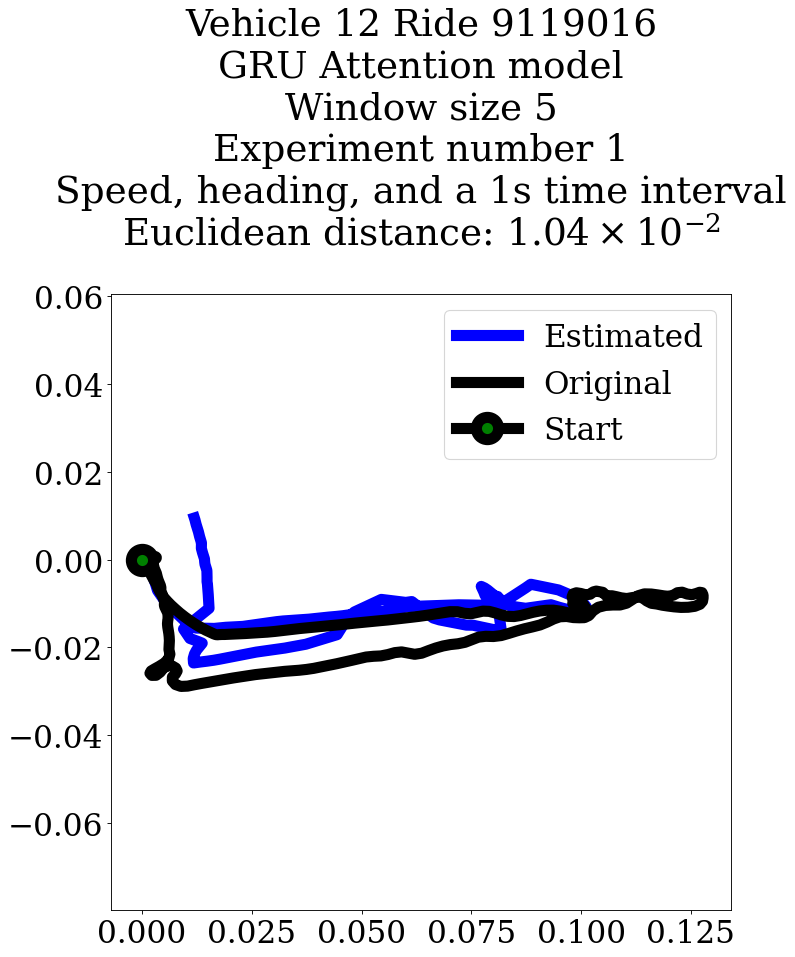 Vehicle 12 Ride 9119016
GRU Attention model
Window size 5
Experiment number 1
Speed, heading, and a 1s time interval
Euclidean distance: 1.04 × 10⁻²
Estimated
Original
Start
0.06
0.04
0.02
0.00
−0.02
−0.04
−0.06
0.000 0.025 0.050 0.075 0.100 0.125